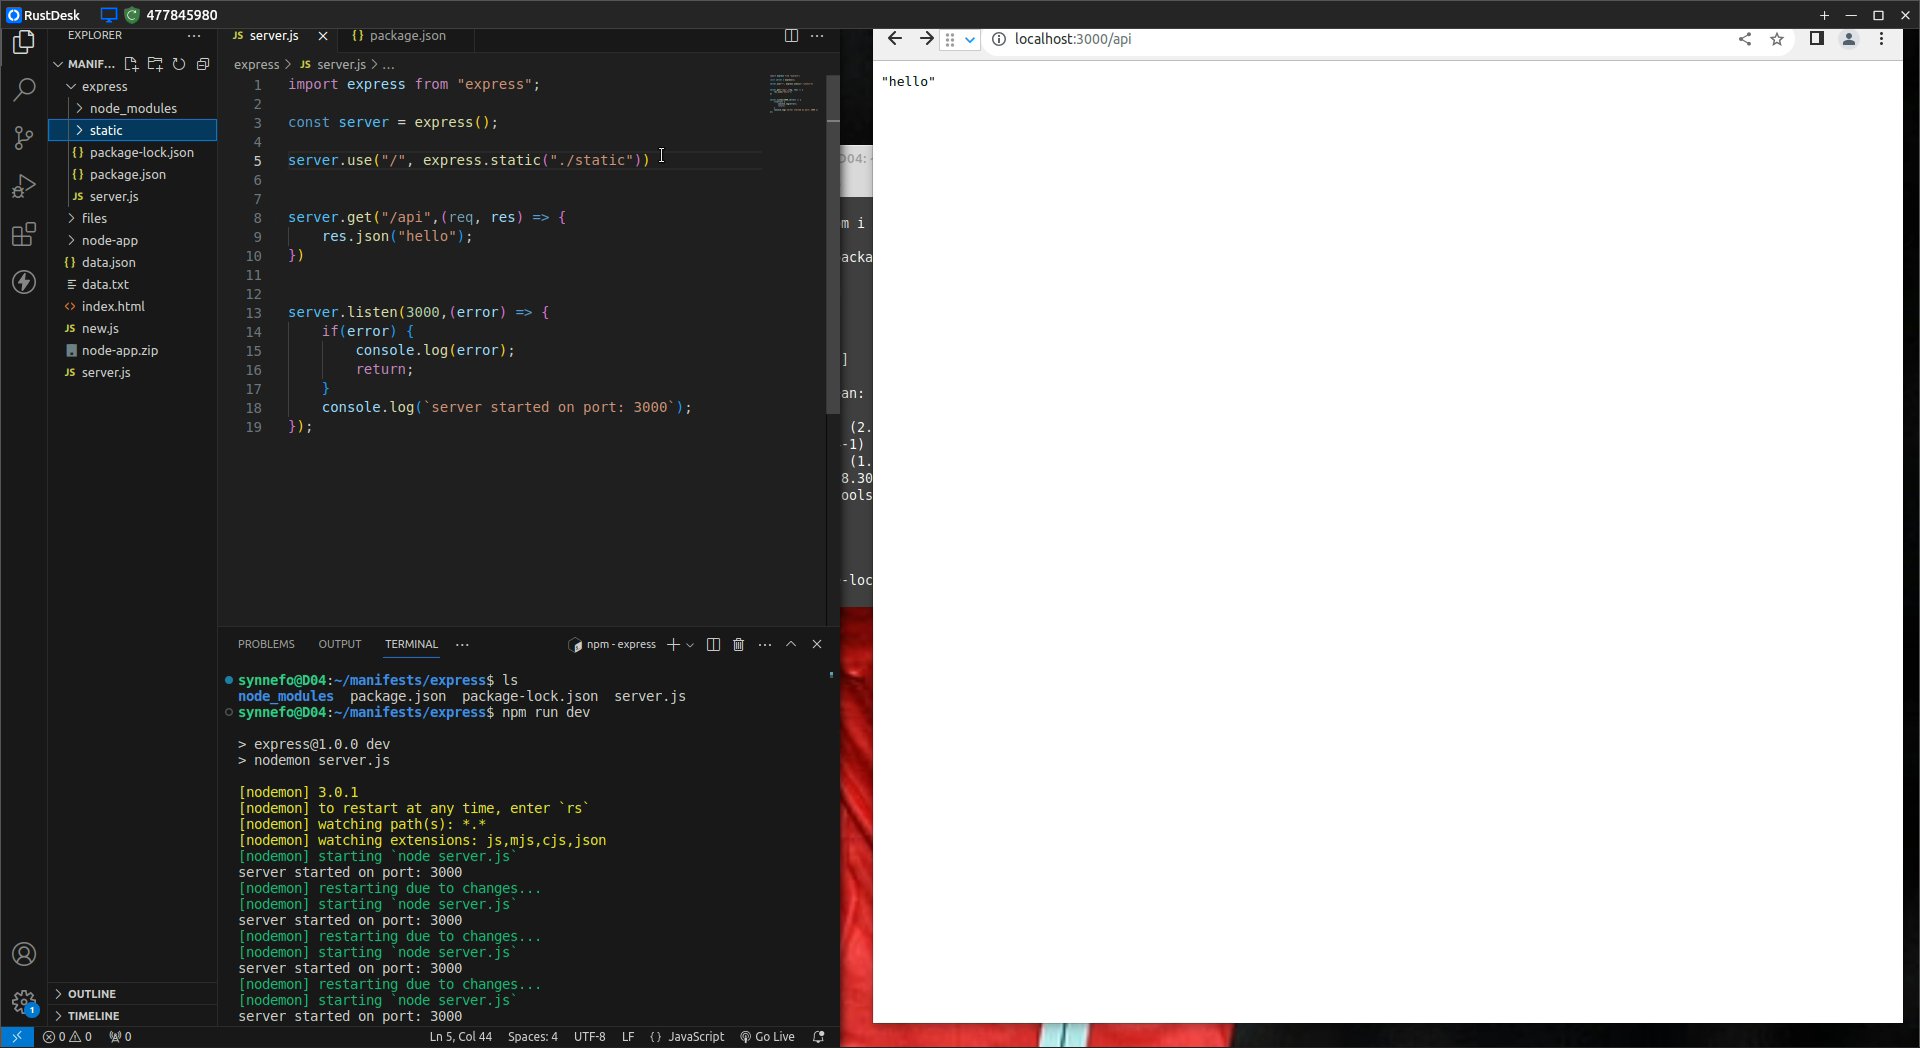 RustDesk 477845980
EXPLORER
MANIF...
express
node_modules
static
package-lock.json
package.json
JS server.js
files
node-app
data.json
data.txt
index.html
JS new.js
node-app.zip
JS server.js
OUTLINE
TIMELINE
JS server.js
{} package.json
express > JS server.js > ...
1 import express from "express";
2
3 const server = express();
4
5 server.use("/", express.static("./static"))
6
7
8 server.get("/api",(req, res) => {
9 res.json("hello");
10 })
11
12
13 server.listen(3000,(error) => {
14 if(error) {
15 console.log(error);
16 return;
17 }
18 console.log(`server started on port: 3000`);
19 });
PROBLEMS OUTPUT TERMINAL ... npm - express
synnefo@D04:~/manifests/express$ ls
node_modules package.json package-lock.json server.js
synnefo@D04:~/manifests/express$ npm run dev
> express@1.0.0 dev
> nodemon server.js
[nodemon] 3.0.1
[nodemon] to restart at any time, enter `rs`
[nodemon] watching path(s): *.*
[nodemon] watching extensions: js,mjs,cjs,json
[nodemon] starting `node server.js`
server started on port: 3000
[nodemon] restarting due to changes...
[nodemon] starting `node server.js`
server started on port: 3000
[nodemon] restarting due to changes...
[nodemon] starting `node server.js`
server started on port: 3000
[nodemon] restarting due to changes...
[nodemon] starting `node server.js`
server started on port: 3000
1
0 0 0 Ln 5, Col 44 Spaces: 4 UTF-8 LF {} JavaScript Go Live
D04:
m i
acka
]
an:
(2.
-1)
(1.
8.30
ools
-loc
localhost:3000/api
"hello"